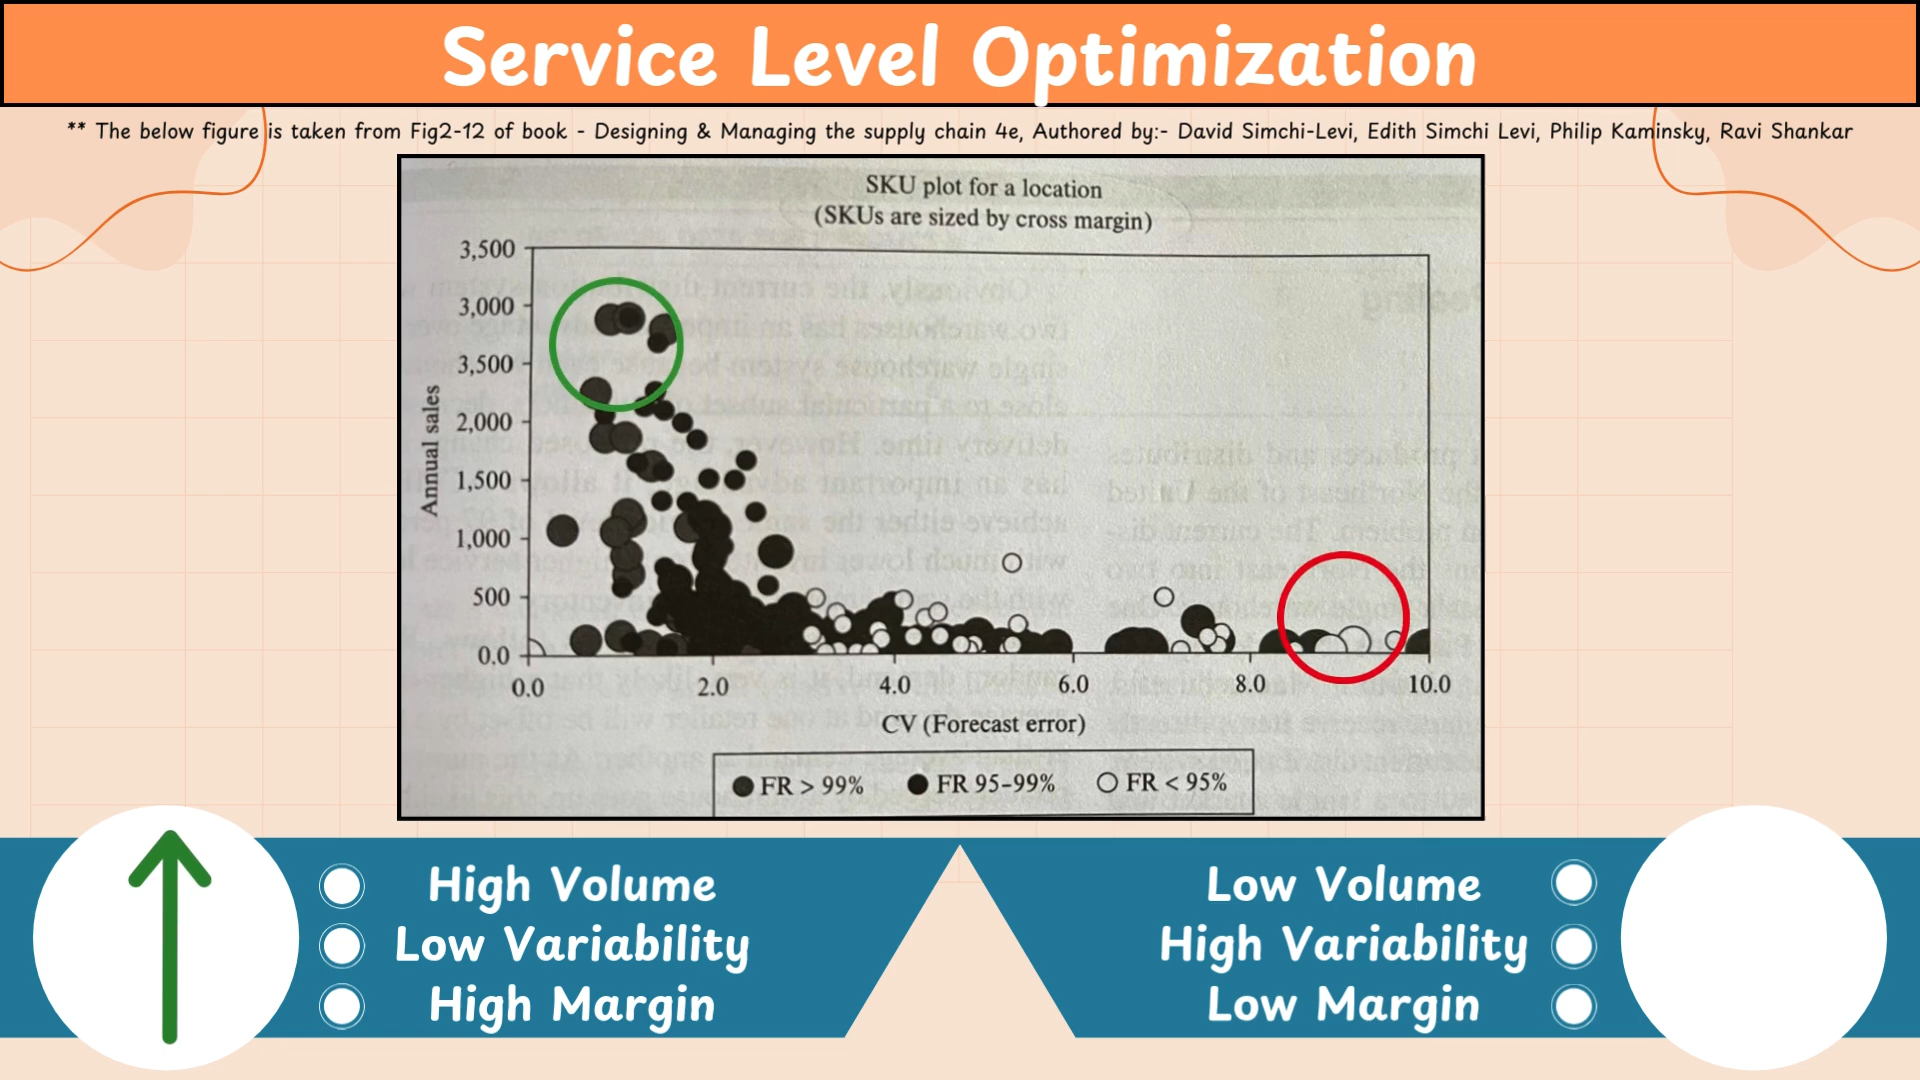 Service Level Optimization
** The below figure is taken from Fig2-12 of book - Designing & Managing the supply chain 4e, Authored by:- David Simchi-Levi, Edith Simchi Levi, Philip Kaminsky, Ravi Shankar
SKU plot for a location
(SKUs are sized by cross margin)
3,500
3,000
3,500
2,000
1,500
1,000
500
0.0
Annual sales
0.0 2.0 4.0 6.0 8.0 10.0
CV (Forecast error)
FR > 99% FR 95-99% FR < 95%
High Volume
Low Variability
High Margin
Low Volume
High Variability
Low Margin